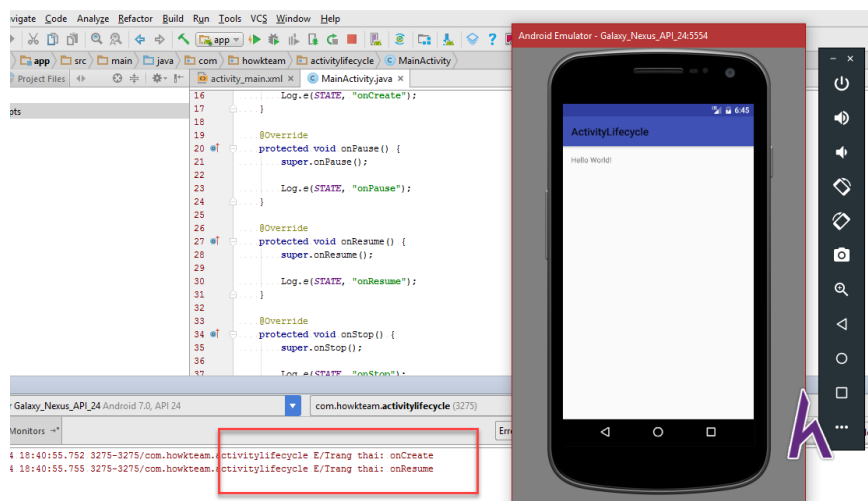 vigate Code Analyze Refactor Build Run Tools VCS Window Help
app
app src main java com howkteam activitylifecycle MainActivity
Project Files activity_main.xml MainActivity.java
16 Log.e(STATE, "onCreate");
17 }
18
19 @Override
20 protected void onPause() {
21 super.onPause();
22
23 Log.e(STATE, "onPause");
24 }
25
26 @Override
27 protected void onResume() {
28 super.onResume();
29
30 Log.e(STATE, "onResume");
31 }
32
33 @Override
34 protected void onStop() {
35 super.onStop();
36
37 Log.e(STATE, "onStop");
Galaxy_Nexus_API_24 Android 7.0, API 24 com.howkteam.activitylifecycle (3275)
Monitors
4 18:40:55.752 3275-3275/com.howkteam.activitylifecycle E/Trang thai: onCreate
4 18:40:55.755 3275-3275/com.howkteam.activitylifecycle E/Trang thai: onResume
Android Emulator - Galaxy_Nexus_API_24:5554
6:45
ActivityLifecycle
Hello World!